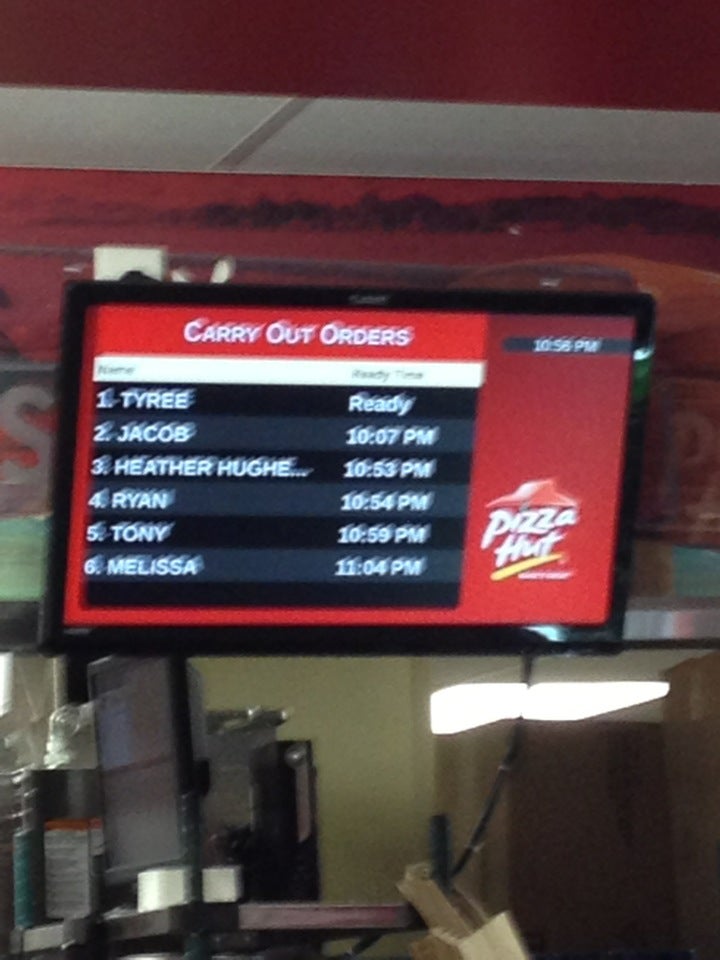 CARRY OUT ORDERS
10:56 PM
Name Ready Time
1. TYREE Ready
2. JACOB 10:07 PM
3. HEATHER HUGHE... 10:53 PM
4. RYAN 10:54 PM
5. TONY 10:59 PM
6. MELISSA 11:04 PM
Pizza
Hut